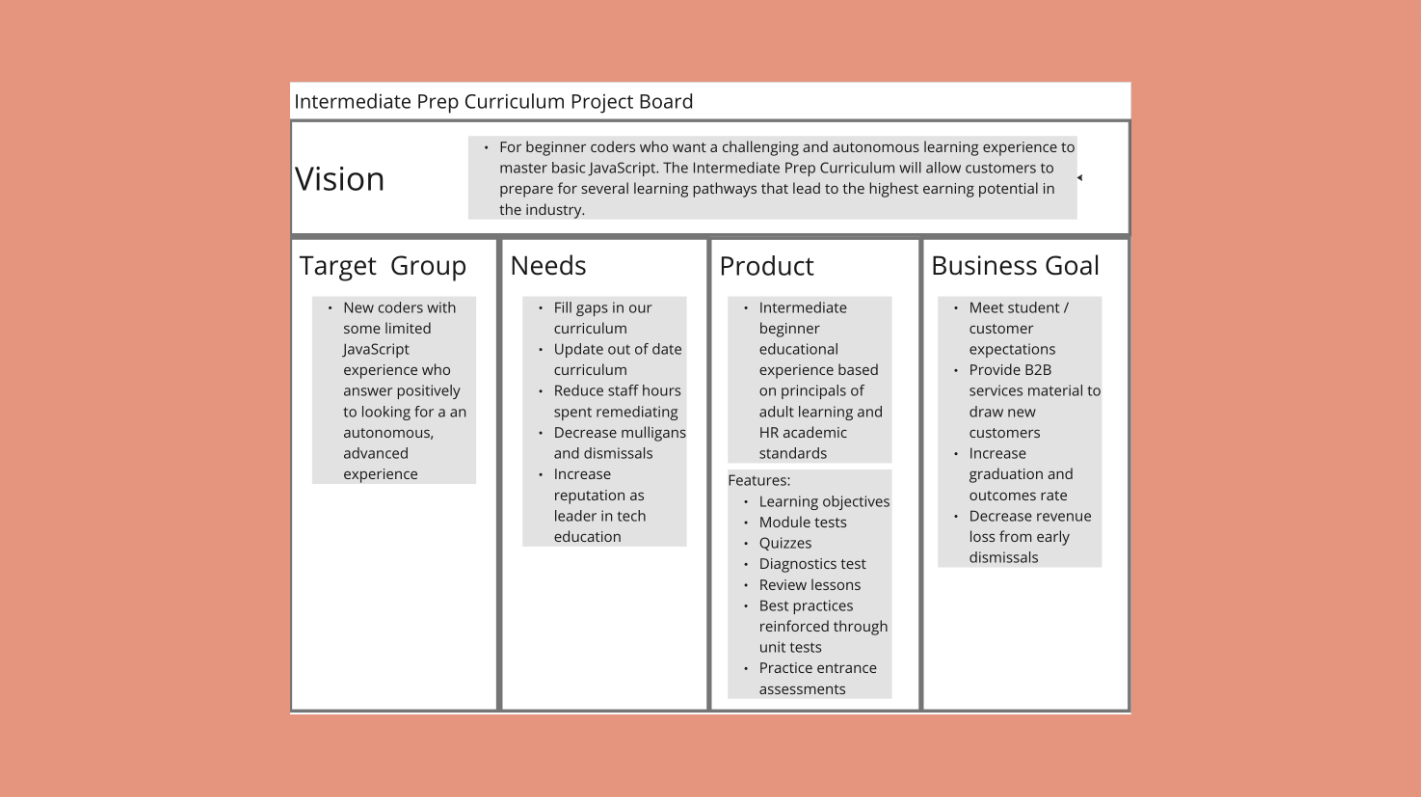 Intermediate Prep Curriculum Project Board
Vision
• For beginner coders who want a challenging and autonomous learning experience to
master basic JavaScript. The Intermediate Prep Curriculum will allow customers to
prepare for several learning pathways that lead to the highest earning potential in
the industry.
Target  Group
• New coders with
some limited
JavaScript
experience who
answer positively
to looking for a an
autonomous,
advanced
experience
Needs
• Fill gaps in our
curriculum
• Update out of date
curriculum
• Reduce staff hours
spent remediating
• Decrease mulligans
and dismissals
• Increase
reputation as
leader in tech
education
Product
• Intermediate
beginner
educational
experience based
on principals of
adult learning and
HR academic
standards
Features:
• Learning objectives
• Module tests
• Quizzes
• Diagnostics test
• Review lessons
• Best practices
reinforced through
unit tests
• Practice entrance
assessments
Business Goal
• Meet student /
customer
expectations
• Provide B2B
services material to
draw new
customers
• Increase
graduation and
outcomes rate
• Decrease revenue
loss from early
dismissals